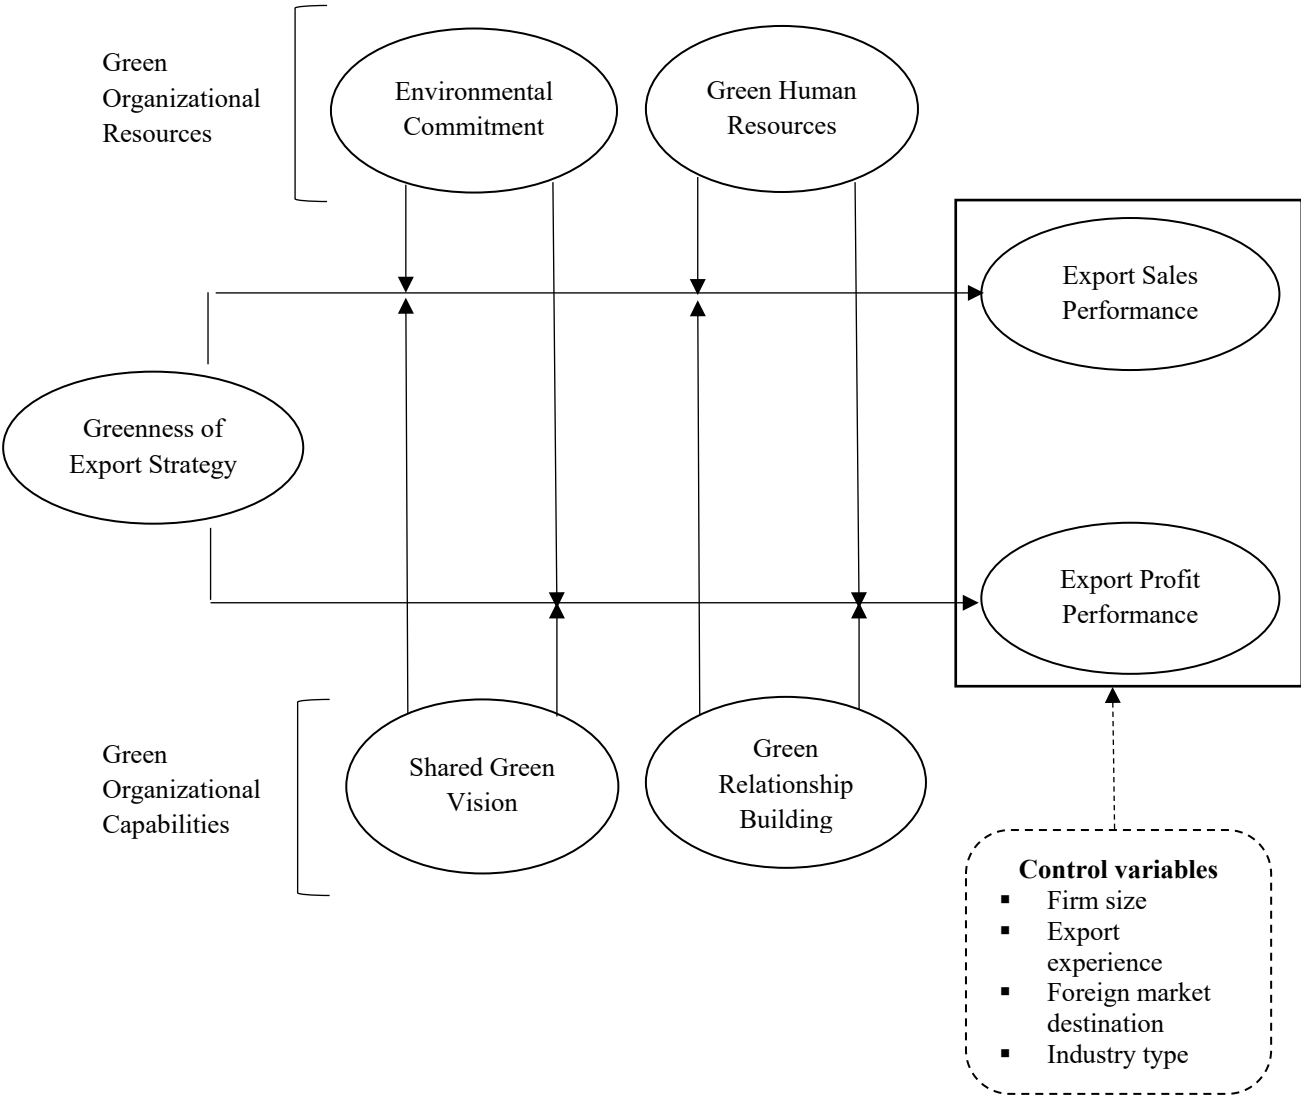 Green
Organizational
Resources
Environmental
Commitment
Green Human
Resources
Export Sales
Performance
Greenness of
Export Strategy
Export Profit
Performance
Green
Organizational
Capabilities
Shared Green
Vision
Green
Relationship
Building
Control variables
▪ Firm size
▪ Export
experience
▪ Foreign market
destination
▪ Industry type